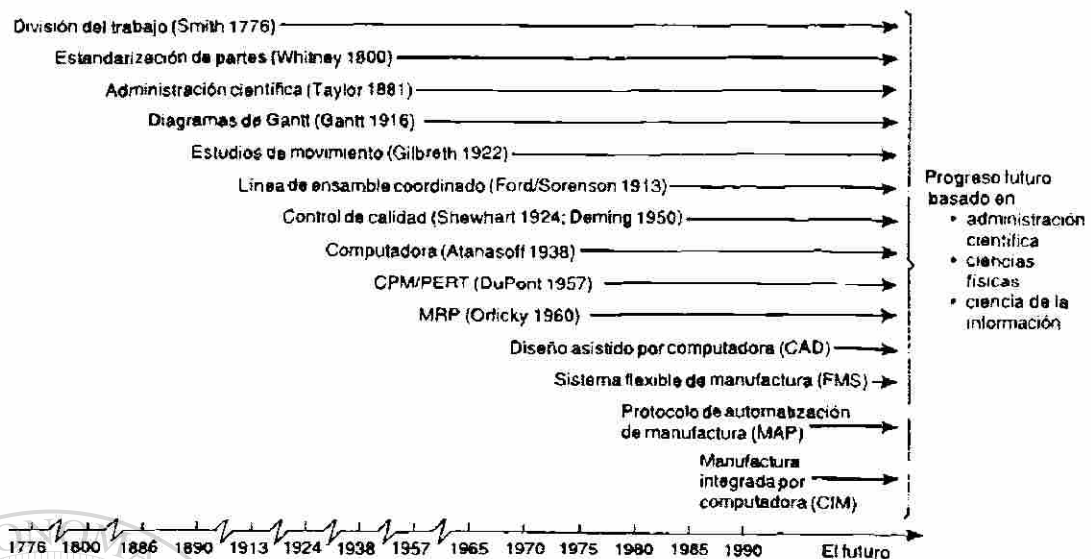 División del trabajo (Smith 1776)
Estandarización de partes (Whitney 1800)
Administración científica (Taylor 1881)
Diagramas de Gantt (Gantt 1916)
Estudios de movimiento (Gilbreth 1922)
Línea de ensamble coordinado (Ford/Sorenson 1913)
Control de calidad (Shewhart 1924; Deming 1950)
Computadora (Atanasoff 1938)
CPM/PERT (DuPont 1957)
MRP (Orlicky 1960)
Diseño asistido por computadora (CAD)
Sistema flexible de manufactura (FMS)
Protocolo de automatización
de manufactura (MAP)
Manufactura
integrada por
computadora (CIM)
Progreso futuro
basado en
• administración
científica
• ciencias
físicas
• ciencia de la
información
1776 1800 1886 1890 1913 1924 1938 1957 1965 1970 1975 1980 1985 1990 El futuro